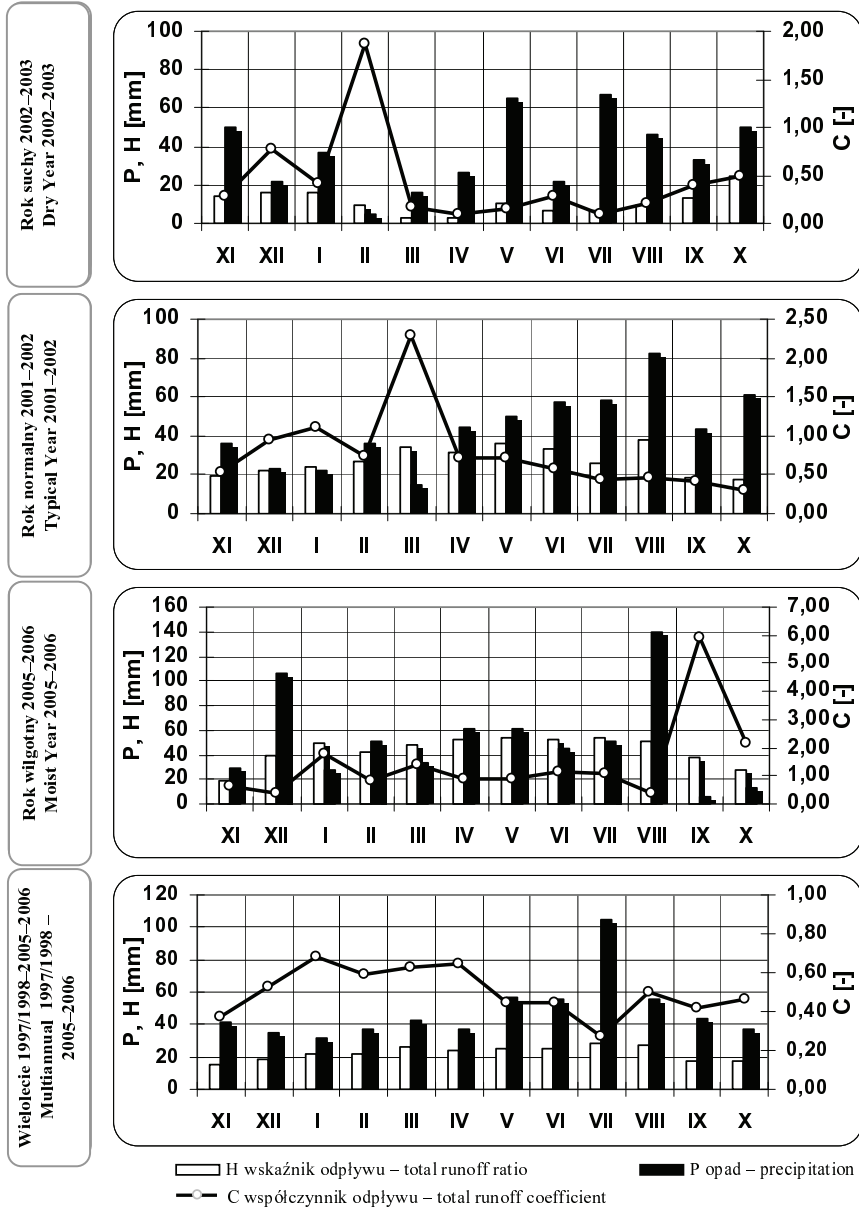 Rok suchy 2002–2003
Dry Year 2002–2003
P, H [mm]
100
80
60
40
20
0
2,00
1,50
1,00
0,50
0,00
C [-]
XI XII I II III IV V VI VII VIII IX X
Rok normalny 2001–2002
Typical Year 2001–2002
P, H [mm]
100
80
60
40
20
0
2,50
2,00
1,50
1,00
0,50
0,00
C [-]
XI XII I II III IV V VI VII VIII IX X
Rok wilgotny 2005–2006
Moist Year 2005–2006
P, H [mm]
160
140
120
100
80
60
40
20
0
7,00
6,00
5,00
4,00
3,00
2,00
1,00
0,00
C [-]
XI XII I II III IV V VI VII VIII IX X
Wielolecie 1997/1998–2005–2006
Multiannual 1997/1998 –
2005–2006
P, H [mm]
120
100
80
60
40
20
0
1,00
0,80
0,60
0,40
0,20
0,00
C [-]
XI XII I II III IV V VI VII VIII IX X
H wskaźnik odpływu – total runoff ratio
P opad – precipitation
C współczynnik odpływu – total runoff coefficient